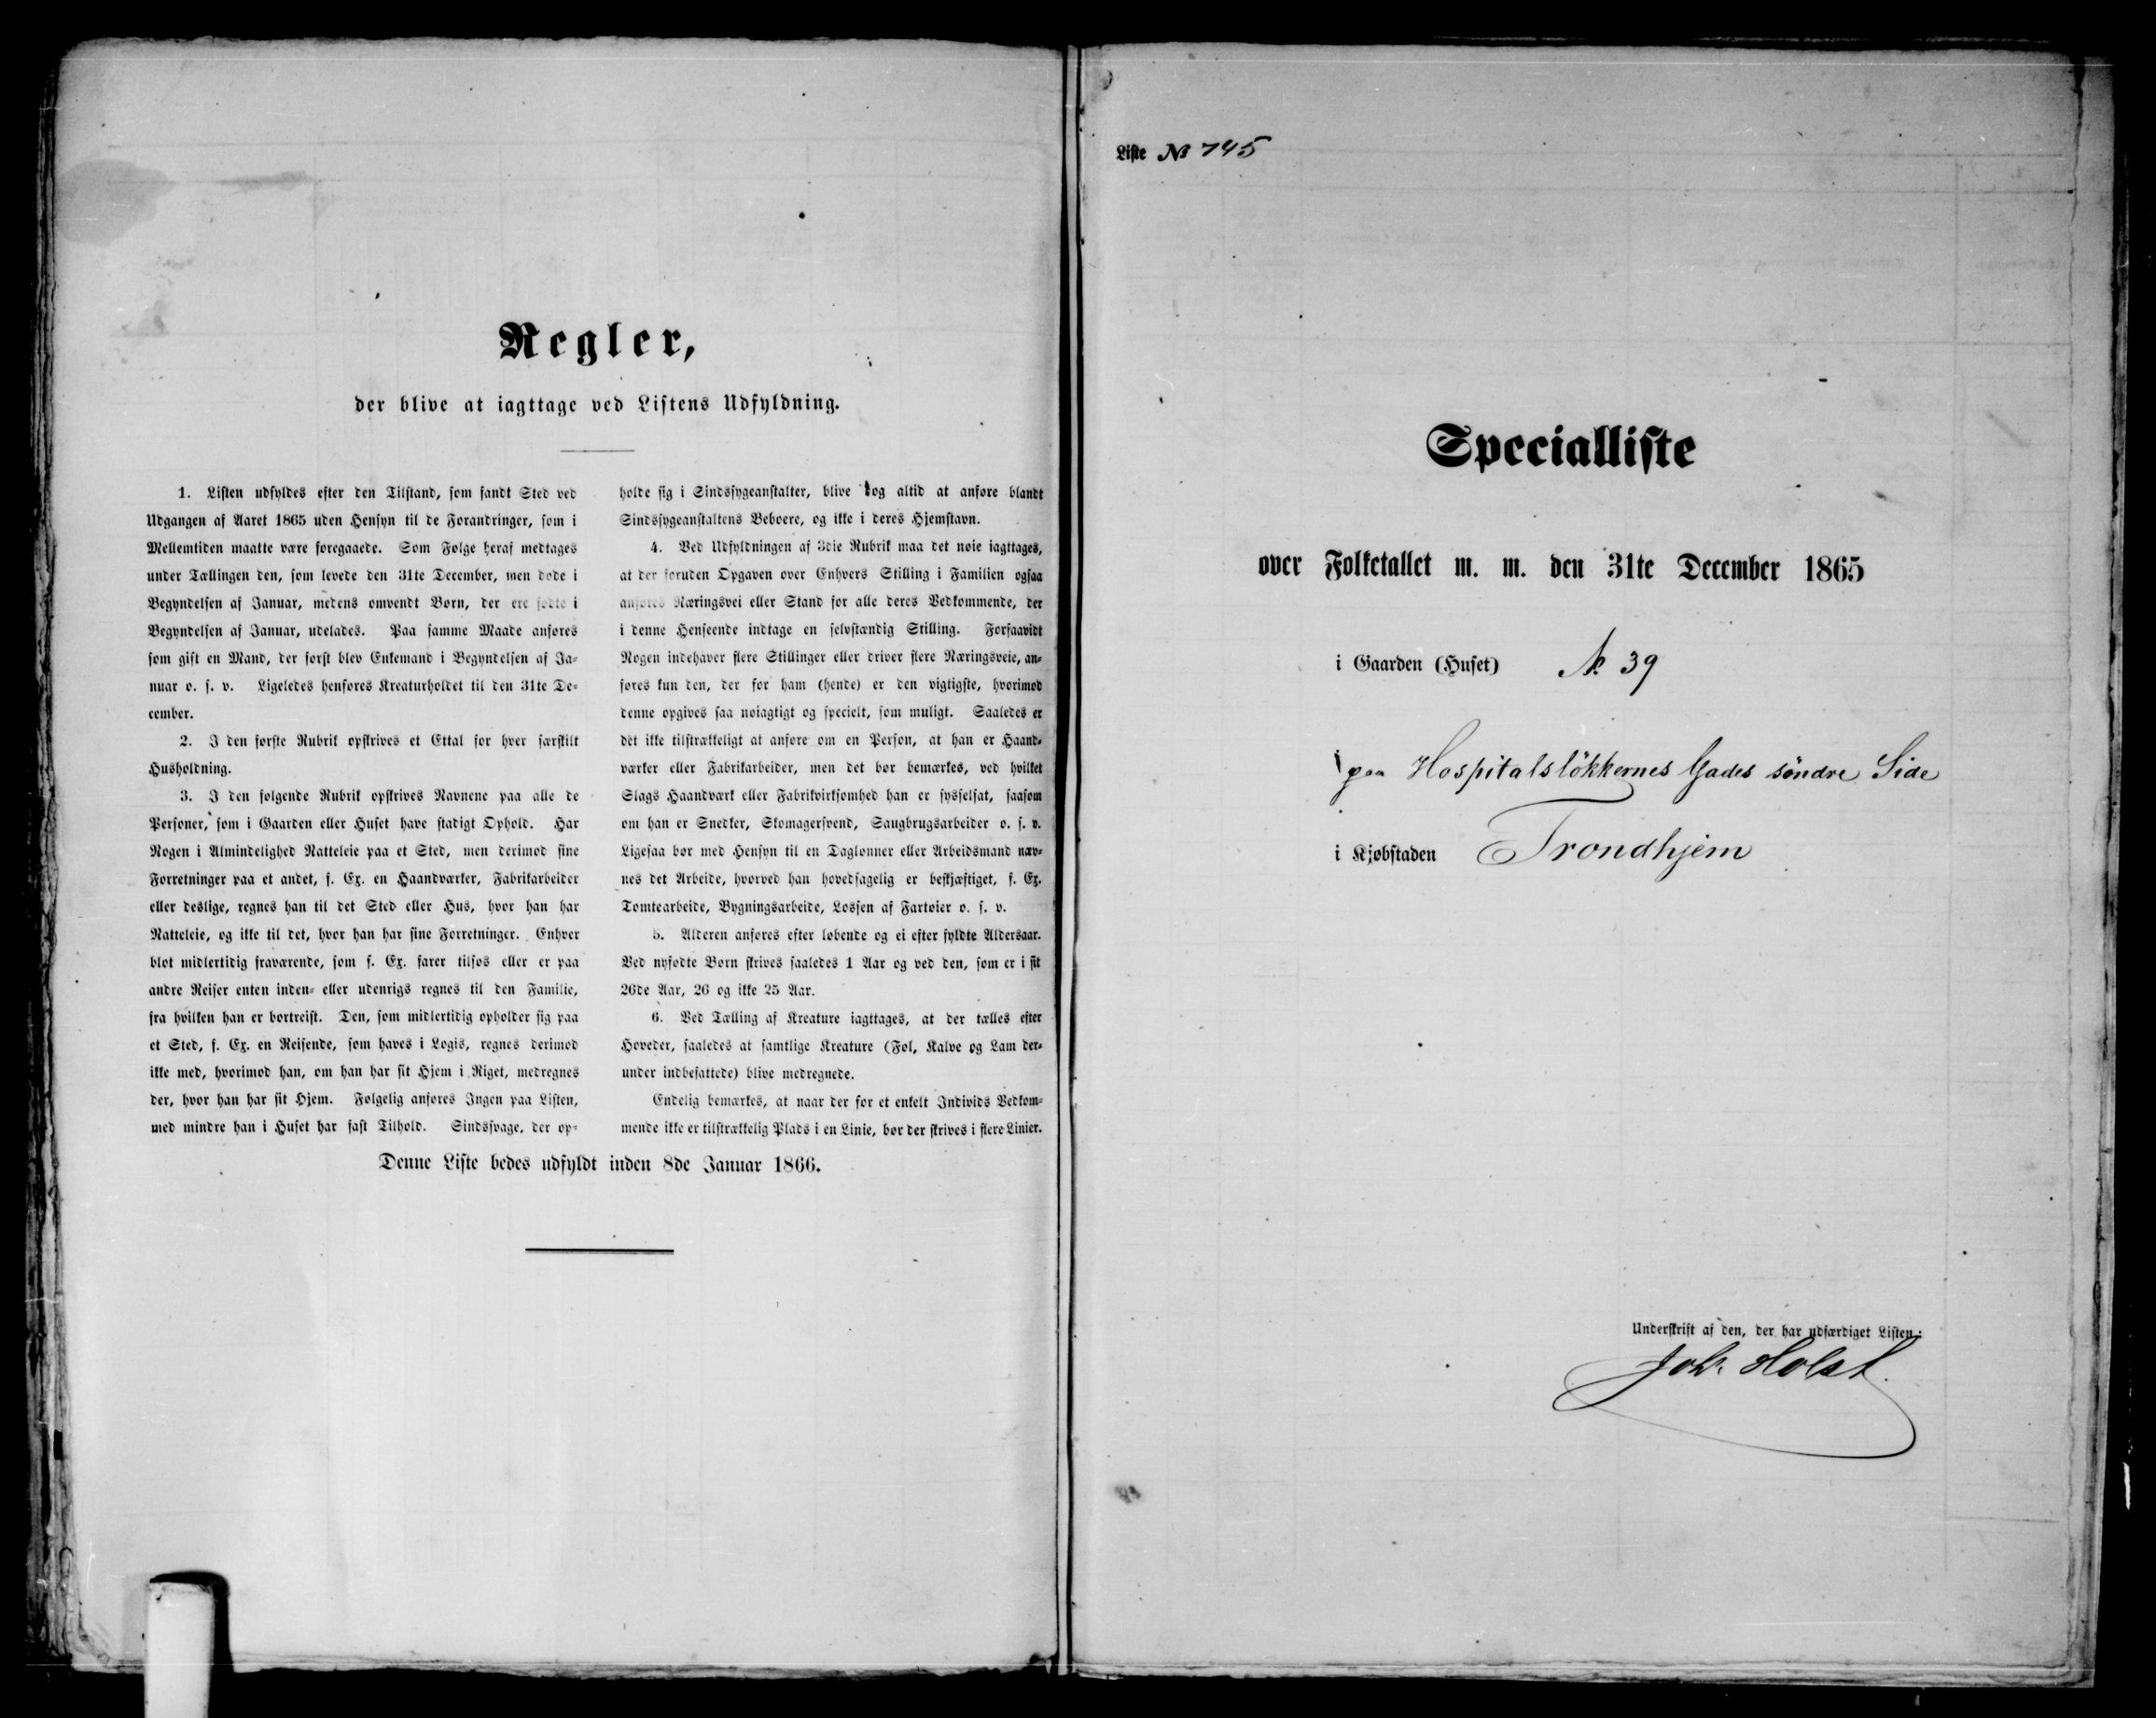 Regler,
der blive at iagttage ved Listens Udfyldning.
1. Listen udfyldes efter den Tilstand, som fandt Sted ved
Udgangen af Aaret 1865 uden Hensyn til de Forandringer, som i
Mellemtiden maatte være foregaaede. Som Følge heraf medtages
under Tællingen den, som levede den 31te December, men døde i
Begyndelsen af Januar, medens omvendt Børn, der ere fødte i
Begyndelsen af Januar, udelades. Paa samme Maade anføres
som gift en Mand, der først blev Enkemand i Begyndelsen af Ja-
nuar o. s. v. Ligeledes henføres Kreaturholdet til den 31te De-
cember.
2. I den første Rubrik opskrives et Ettal for hver særskilt
Husholdning.
3. I den følgende Rubrik opskrives Navnene paa alle de
Personer, som i Gaarden eller Huset have stadigt Ophold. Har
Nogen i Almindelighed Natteleie paa et Sted, men derimod sine
Forretninger paa et andet, f. Ex. en Haandværker, Fabrikarbeider
eller deslige, regnes han til det Sted eller Hus, hvor han har
Natteleie, og ikke til det, hvor han har sine Forretninger. Enhver
blot midlertidig fraværende, som f. Ex. farer tilsøs eller er paa
andre Reiser enten inden- eller udenrigs regnes til den Familie,
fra hvilken han er bortreist. Den, som midlertidig opholder sig paa
et Sted, f. Ex. en Reisende, som haves i Logis, regnes derimod
ikke med, hvorimod han, om han har sit Hjem i Riget, medregnes
der, hvor han har sit Hjem. Følgelig anføres Ingen paa Listen,
med mindre han i Huset har fast Tilhold. Sindssvage, der op-
holde sig i Sindssygeanstalter, blive dog altid at anføre blandt
Sindssygeanstaltens Beboere, og ikke i deres Hjemstavn.
4. Ved Udfyldningen af 3die Rubrik maa det nøie iagttages,
at der foruden Opgaven over Enhvers Stilling i Familien ogsaa
anføres Næringsvei eller Stand for alle deres Vedkommende, der
i denne Henseende indtage en selvstændig Stilling. Forsaavidt
Nogen indehaver flere Stillinger eller driver flere Næringsveie, an-
føres kun den, der for ham (hende) er den vigtigste, hvorimod
denne opgives saa nøiagtigt og specielt, som muligt. Saaledes er
det ikke tilstrækkeligt at anføre om en Person, at han er Haand-
værker eller Fabrikarbeider, men det bør bemærkes, ved hvilket
Slags Haandværk eller Fabrikvirksomhed han er sysselsat, saasom
om han er Snedker, Skomagersvend, Saugbrugsarbeider o. s. v.
Ligesaa bør med Hensyn til en Daglønner eller Arbeidsmand næv-
nes det Arbeide, hvorved han hovedsagelig er beskjæftiget, f. Ex.
Tomtearbeide, Bygningsarbeide, Lossen af Fartøier o. s. v.
5. Alderen anføres efter løbende og ei efter fyldte Aldersaar.
Ved nyfødte Børn skrives saaledes 1 Aar og ved den, som er i sit
26de Aar, 26 og ikke 25 Aar.
6. Ved Tælling af Kreature iagttages, at der tælles efter
Hoveder, saaledes at samtlige Kreature (Føl, Kalve og Lam der-
under indbefattede) blive medregnede.
Endelig bemærkes, at naar der for et enkelt Individs Vedkom-
mende ikke er tilstrækkelig Plads i en Linie, bør der skrives i flere Linier.
Denne Liste bedes udfyldt inden 8de Januar 1866.
Liste № 745
Specialliste
over Folketallet m. m. den 31te December 1865
i Gaarden (Huset) № 39
paa Hospitalsløkkernes Gades søndre Side
i Kjøbstaden Trondhjem
Underskrift af den, der har udfærdiget Listen:
Joh. Holst.